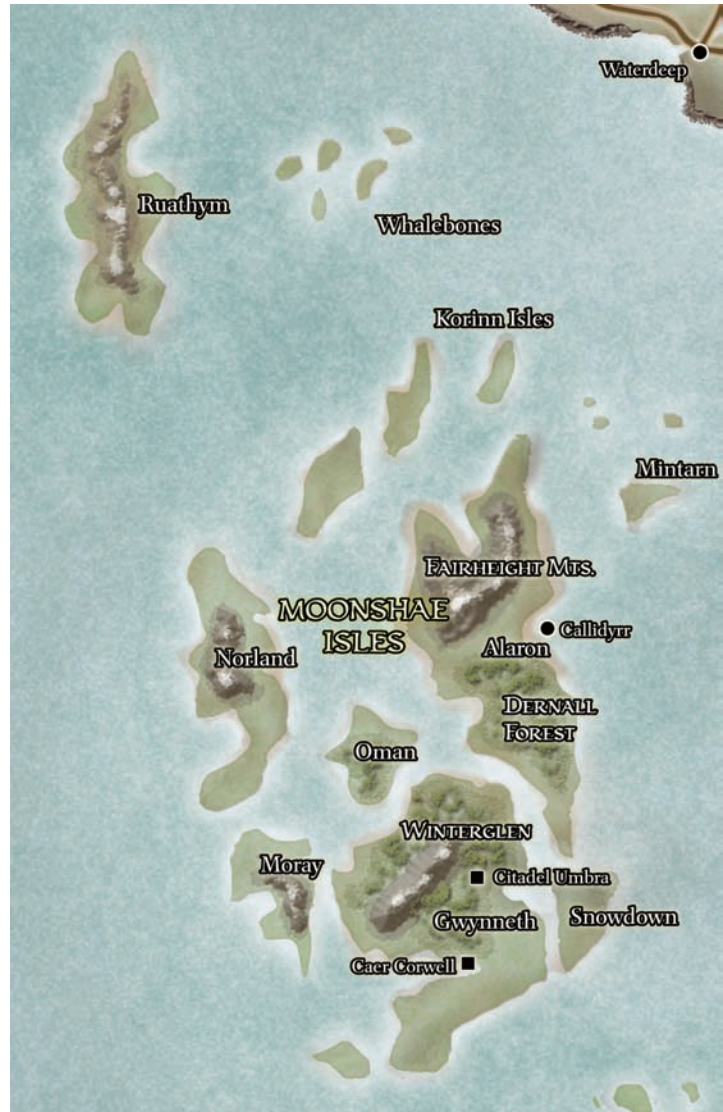 Waterdeep
Ruathym
Whalebones
Korinn Isles
Mintarn
Fairheight Mts.
MOONSHAE
ISLES
Callidyrr
Alaron
Norland
Dernall
Forest
Oman
Winterglen
Moray
Citadel Umbra
Gwynneth
Snowdown
Caer Corwell